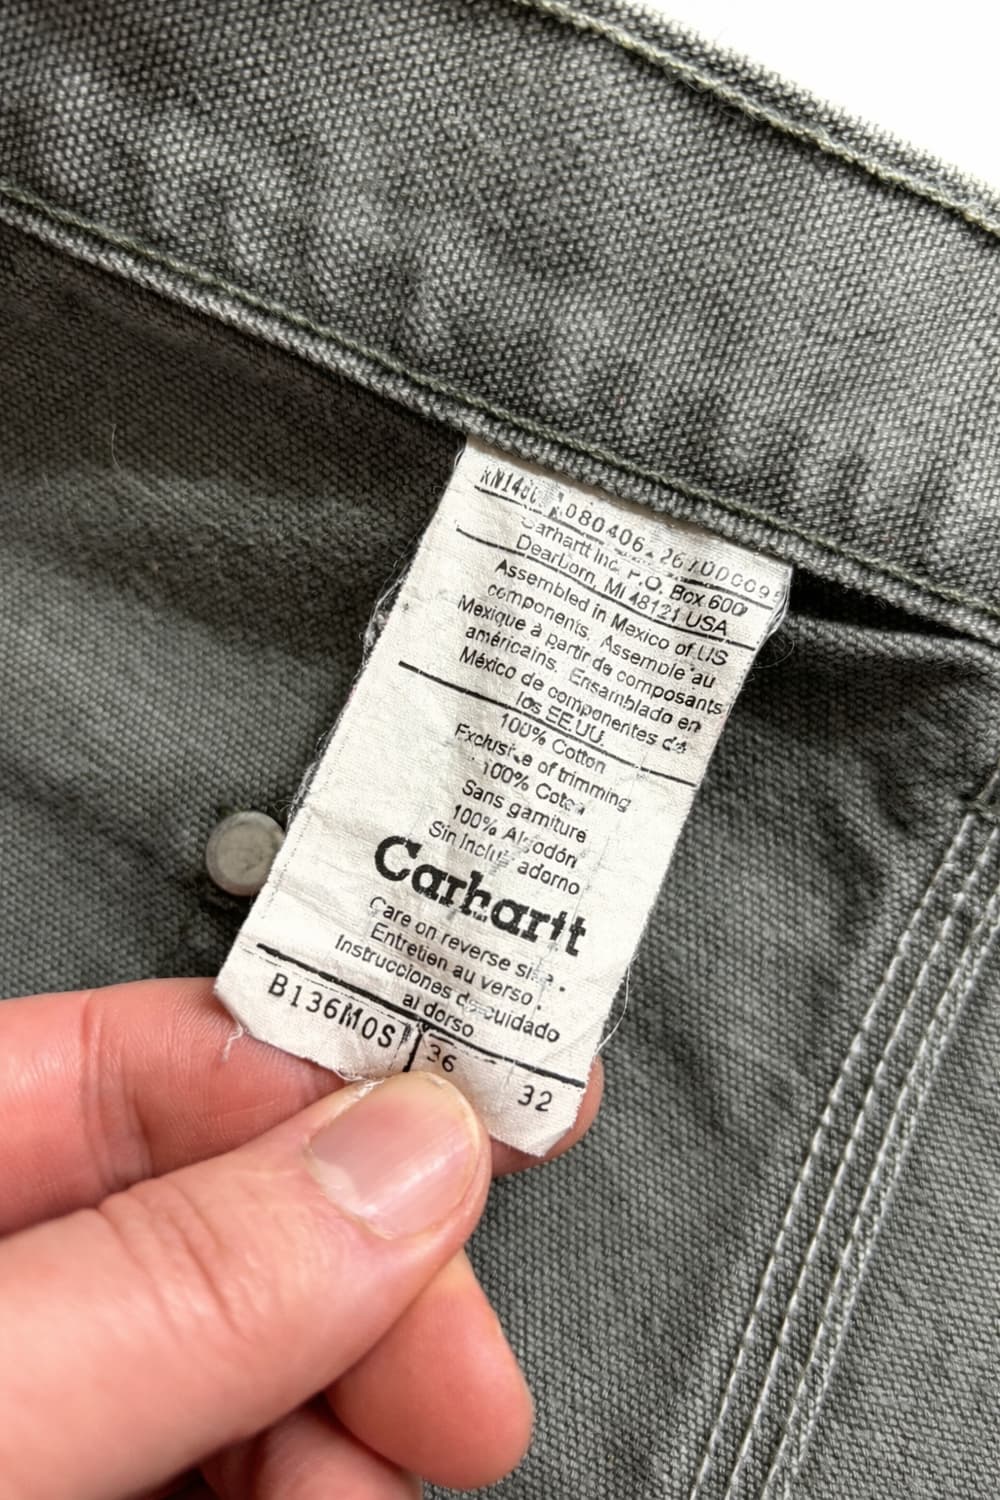 080406
Carhartt Inc. P.O. Box 600
Dearborn, MI 48121 USA
Assembled in Mexico of US
components. Assemblé au
Mexique à partir de composants
américains. Ensamblado en
México de componentes de
los EE.UU.
100% Cotton
Exclusive of trimming
100% Coton
Sans garniture
100% Algodón
Sin incluir adorno
Carhartt
Care on reverse side.
Entretien au verso.
Instrucciones de cuidado
al dorso
B136MOS 36 32